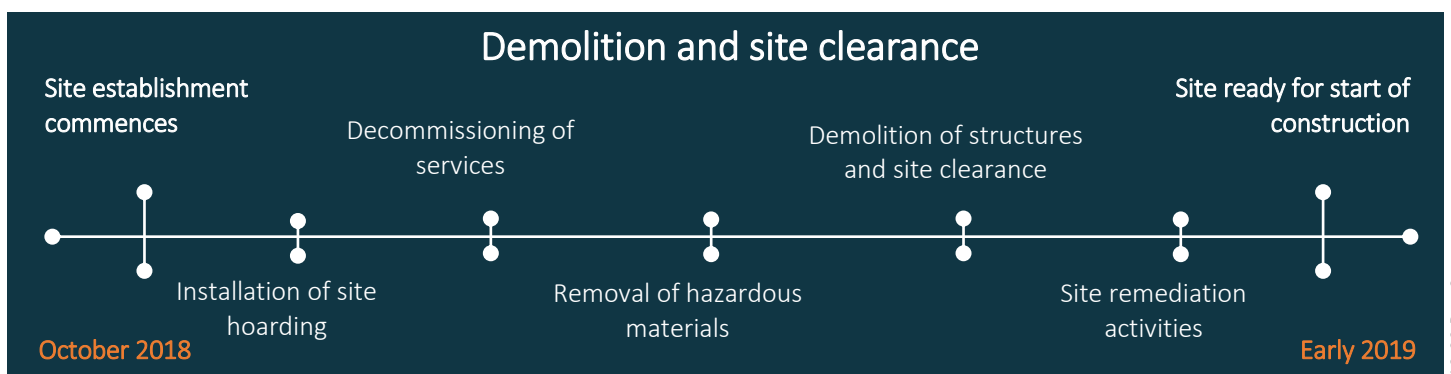 Demolition and site clearance
Site establishment
commences
Installation of site
hoarding
Decommissioning of
services
Removal of hazardous
materials
Demolition of structures
and site clearance
Site remediation
activities
Site ready for start of
construction
October 2018
Early 2019